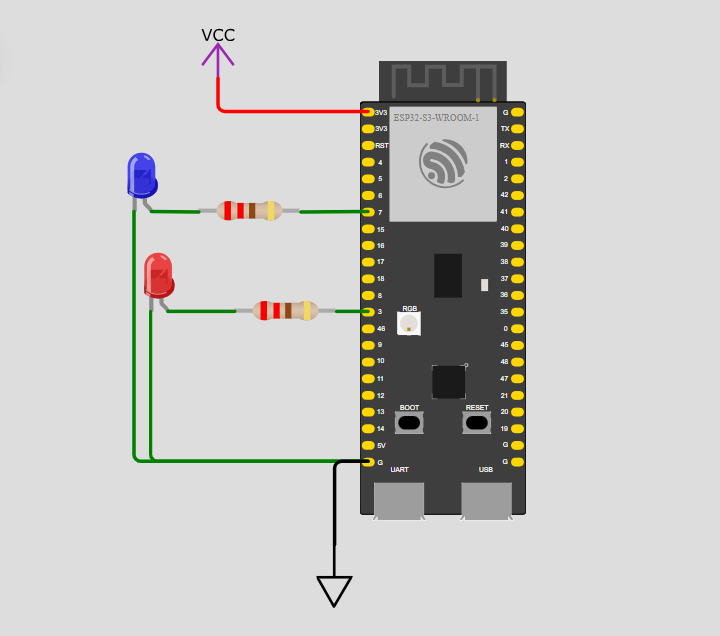 VCC
ESP32-S3-WROOM-1
3V3 G
3V3 TX
RST RX
4 1
5 2
6 42
7 41
15 40
16 39
17 38
18 37
8 36
3 35
RGB
46 0
9 45
10 48
11 47
12 21
BOOT RESET
13 20
14 19
5V G
G G
UART USB